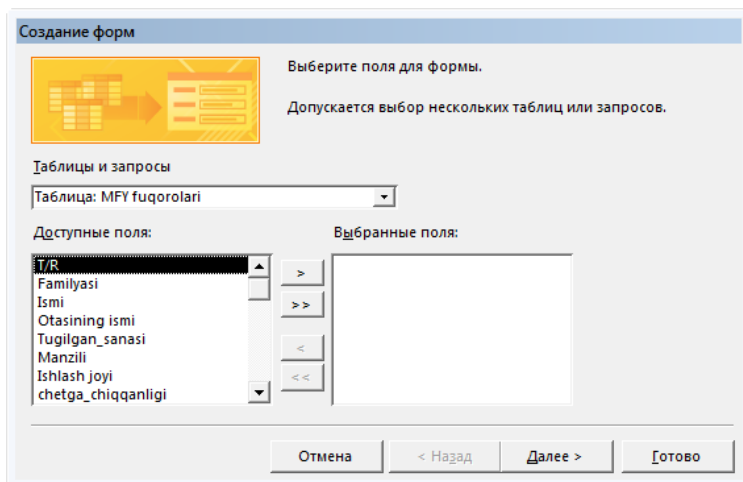 Создание форм
Выберите поля для формы.
Допускается выбор нескольких таблиц или запросов.
Таблицы и запросы
Таблица: MFY fuqorolari
Доступные поля:
Выбранные поля:
T/R
Familyasi
Ismi
Otasining ismi
Tugilgan_sanasi
Manzili
Ishlash joyi
chetga_chiqqanligi
>
>>
<
<<
Отмена
< Назад
Далее >
Готово